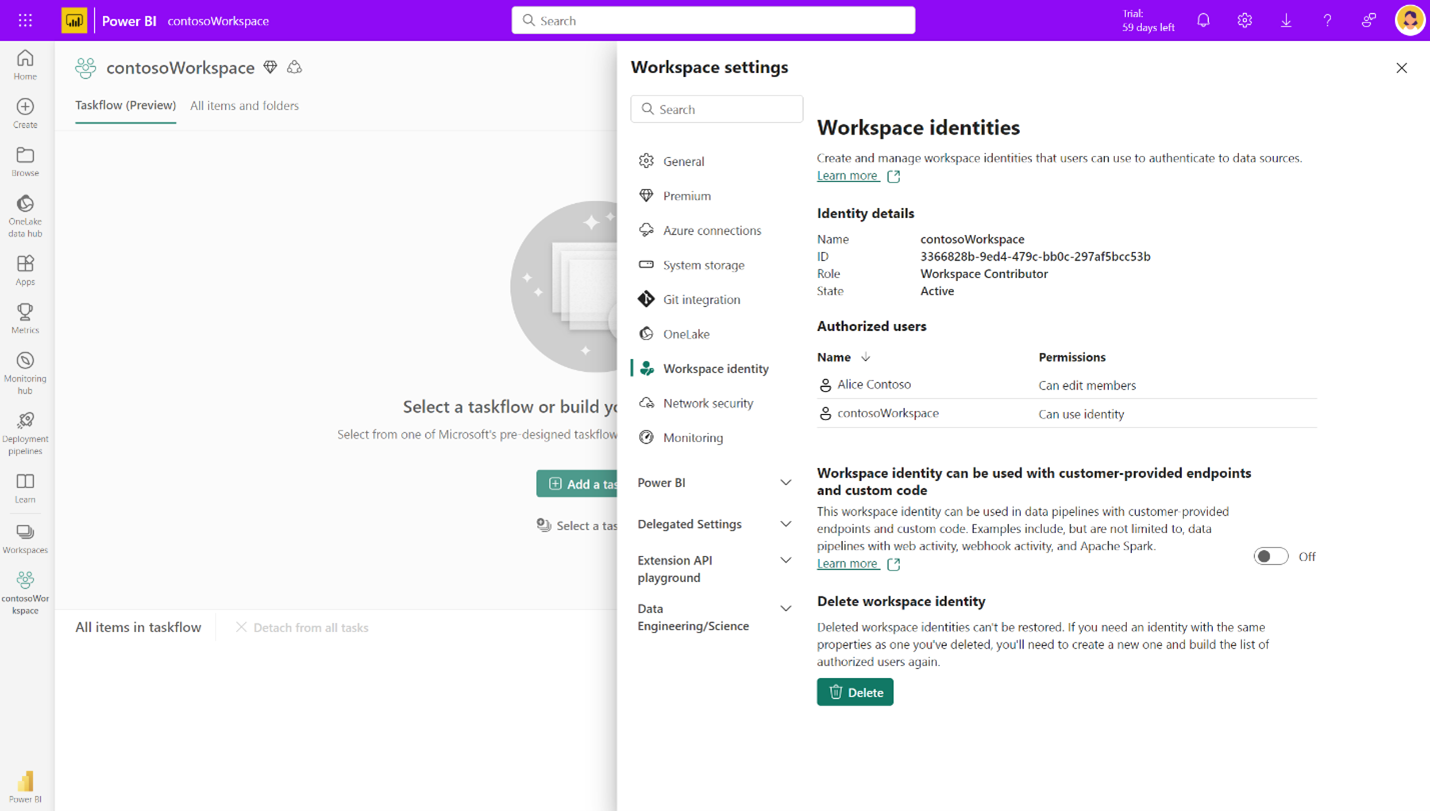 Power BI contosoWorkspace
Search
Trial:
59 days left
Home
Create
Browse
OneLake
data hub
Apps
Metrics
Monitoring
hub
Deployment
pipelines
Learn
Workspaces
contosoWor
kspace
Power BI
contosoWorkspace
Taskflow (Preview) All items and folders
Select a taskflow or build yo
Select from one of Microsoft's pre-designed taskflow
Add a tas
Select a tas
All items in taskflow
Detach from all tasks
Workspace settings
Search
General
Premium
Azure connections
System storage
Git integration
OneLake
Workspace identity
Network security
Monitoring
Power BI
Delegated Settings
Extension API
playground
Data
Engineering/Science
Workspace identities
Create and manage workspace identities that users can use to authenticate to data sources.
Learn more
Identity details
Name contosoWorkspace
ID 3366828b-9ed4-479c-bb0c-297af5bcc53b
Role Workspace Contributor
State Active
Authorized users
Name Permissions
Alice Contoso Can edit members
contosoWorkspace Can use identity
Workspace identity can be used with customer-provided endpoints
and custom code
This workspace identity can be used in data pipelines with customer-provided
endpoints and custom code. Examples include, but are not limited to, data
pipelines with web activity, webhook activity, and Apache Spark.
Learn more
Off
Delete workspace identity
Deleted workspace identities can't be restored. If you need an identity with the same
properties as one you've deleted, you'll need to create a new one and build the list of
authorized users again.
Delete